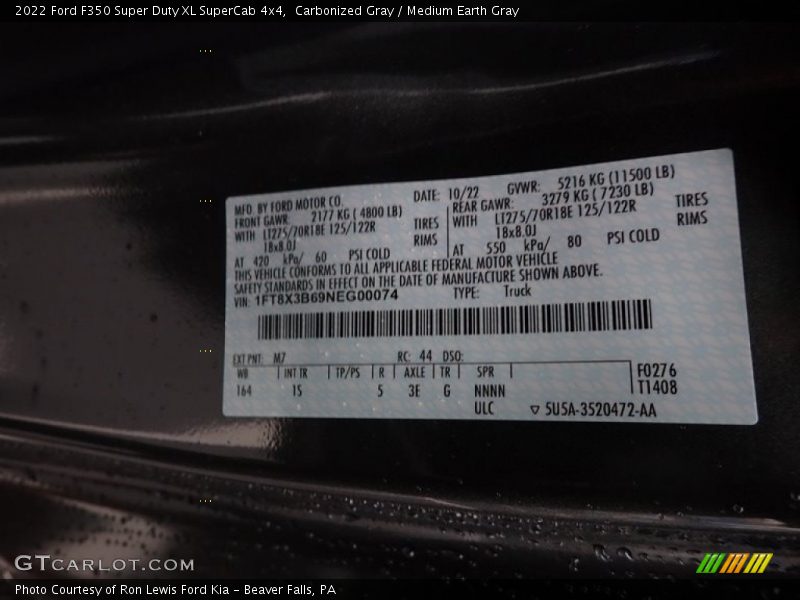 2022 Ford F350 Super Duty XL SuperCab 4x4, Carbonized Gray / Medium Earth Gray
MFD. BY FORD MOTOR CO. DATE: 10/22 GVWR: 5216 KG (11500 LB)
FRONT GAWR: 2177 KG ( 4800 LB) REAR GAWR: 3279 KG ( 7230 LB)
WITH LT275/70R18E 125/122R TIRES WITH LT275/70R18E 125/122R TIRES
18x8.0J RIMS 18x8.0J RIMS
AT 420 kPa/ 60 PSI COLD AT 550 kPa/ 80 PSI COLD
THIS VEHICLE CONFORMS TO ALL APPLICABLE FEDERAL MOTOR VEHICLE
SAFETY STANDARDS IN EFFECT ON THE DATE OF MANUFACTURE SHOWN ABOVE.
VIN: 1FT8X3B69NEG00074 TYPE: Truck
EXT PNT: M7 RC: 44 DSO:
WB INT TR TP/PS R AXLE TR SPR F0276
164 1S 5 3E G NNNN T1408
ULC ▽ 5U5A-3520472-AA
GTCARLOT.COM
Photo Courtesy of Ron Lewis Ford Kia - Beaver Falls, PA